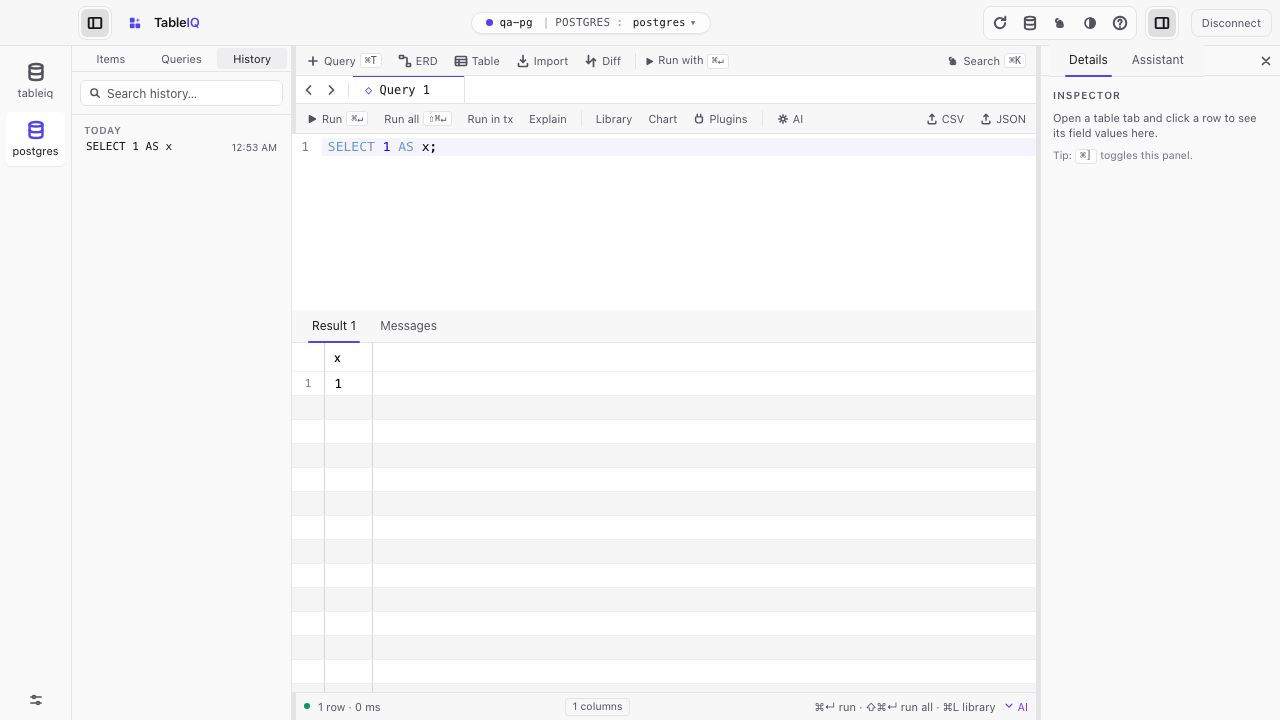 TableIQ
qa-pg | POSTGRES : postgres ▾
Disconnect
tableiq
postgres
Items Queries History
Search history...
TODAY
SELECT 1 AS x 12:53 AM
Query ⌘T ERD Table Import Diff Run with ⌘↵ Search ⌘K
Query 1
Run ⌘↵ Run all ⇧⌘↵ Run in tx Explain Library Chart Plugins AI CSV JSON
1 SELECT 1 AS x;
Result 1 Messages
x
1 1
1 row · 0 ms 1 columns ⌘↵ run · ⇧⌘↵ run all · ⌘L library AI
Details Assistant
INSPECTOR
Open a table tab and click a row to see
its field values here.
Tip: ⌘] toggles this panel.